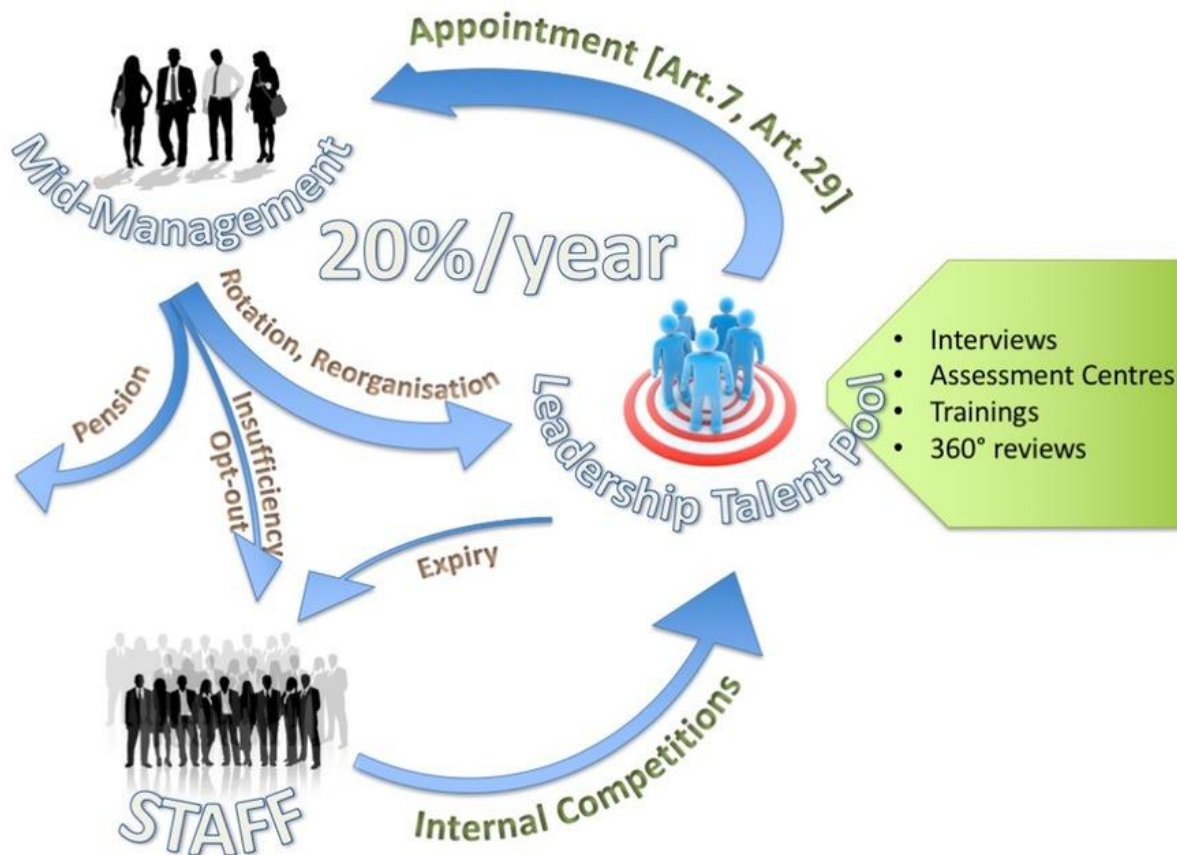 Appointment [Art.7, Art.29]
Mid-Management
20%/year
Rotation, Reorganisation
Pension
Insufficiency
Opt-out
Leadership Talent Pool
• Interviews
• Assessment Centres
• Trainings
• 360° reviews
Expiry
Internal Competitions
STAFF